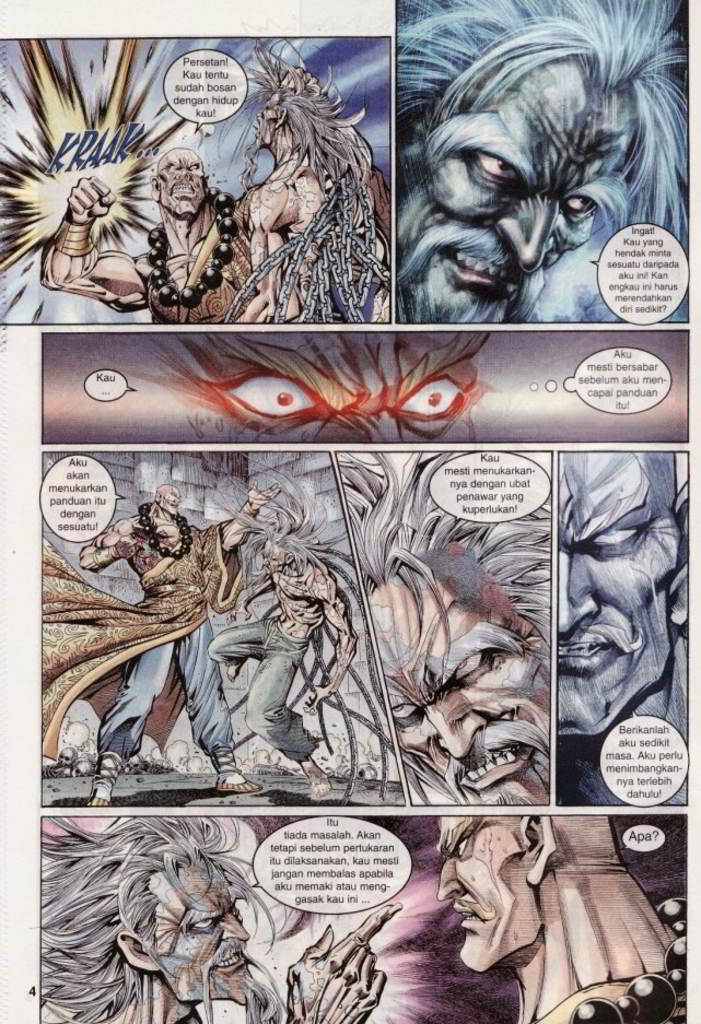 Persetan!
Kau tentu
sudah bosan
dengan hidup
kau!
KRAAK...
Ingat!
Kau yang
hendak minta
sesuatu daripada
aku ini! Kan
engkau ini harus
merendahkan
diri sedikit?
Kau
...
Aku
mesti bersabar
sebelum aku men-
capai panduan
itu!
Aku
akan
menukarkan
panduan itu
dengan
sesuatu!
Kau
mesti menukarkan-
nya dengan ubat
penawar yang
kuperlukan!
Berikanlah
aku sedikit
masa. Aku perlu
menimbangkan-
nya terlebih
dahulu!
Itu
tiada masalah. Akan
tetapi sebelum pertukaran
itu dilaksanakan, kau mesti
jangan membalas apabila
aku memaki atau meng-
gasak kau ini ...
Apa?
4